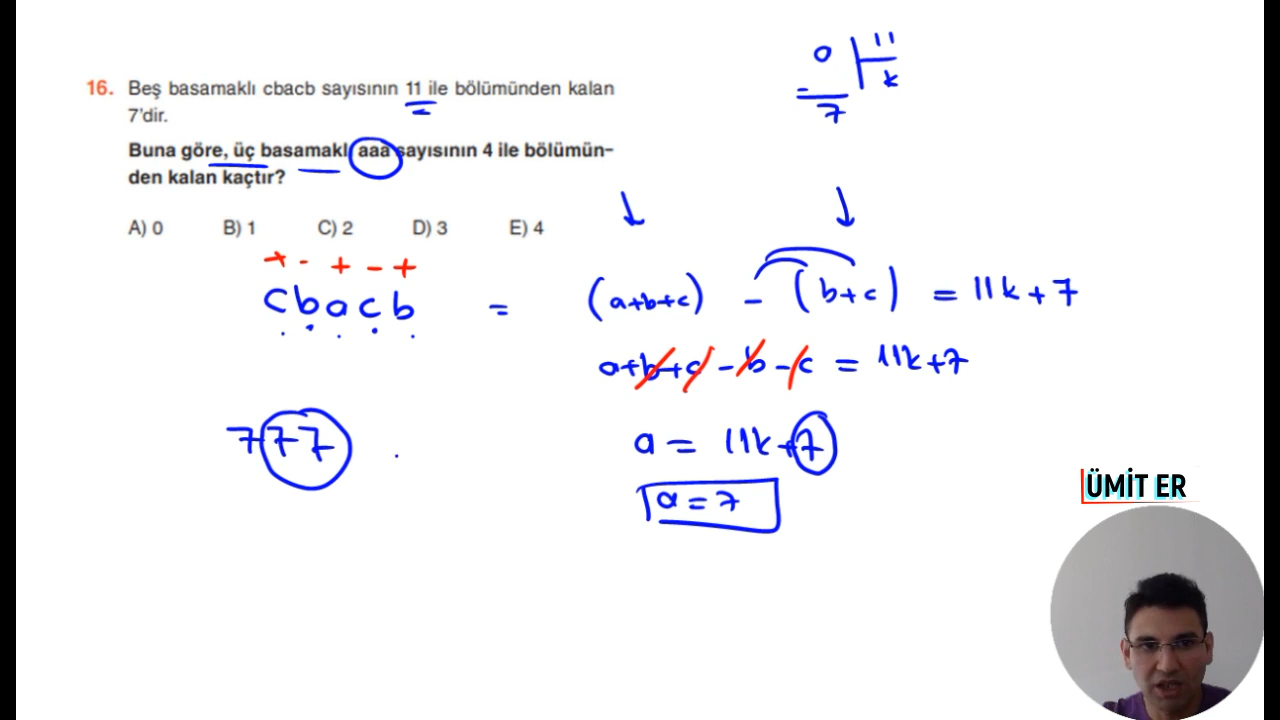 16. Beş basamaklı cbacb sayısının 11 ile bölümünden kalan
7'dir.
Buna göre, üç basamaklı aaa sayısının 4 ile bölümün-
den kalan kaçtır?
A) 0 B) 1 C) 2 D) 3 E) 4
0 | 11
- k
7
+ - + - +
cbacb = (a+b+c) - (b+c) = 11k+7
a+b+c-b-c = 11k+7
777 a = 11k+7
a=7
ÜMİT ER